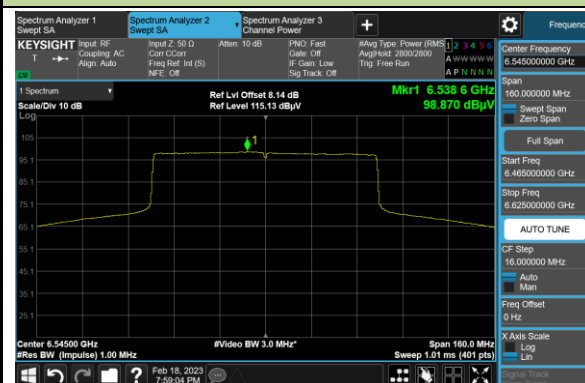 Spectrum Analyzer 1
Swept SA
Spectrum Analyzer 2
Swept SA
Spectrum Analyzer 3
Channel Power
+
Frequenc
KEYSIGHT
Input: RF
Coupling: AC
Align: Auto
Input Z: 50 Ω
Corr CCorr
Freq Ref: Int (S)
NFE: Off
Atten: 10 dB
PNO: Fast
Gate: Off
IF Gain: Low
Sig Track: Off
#Avg Type: Power (RMS
Avg|Hold: 2800/2800
Trig: Free Run
1 2 3 4 5 6
A W W W W W
A P N N N N
1 Spectrum
Scale/Div 10 dB
Log
Ref Lvl Offset 8.14 dB
Ref Level 115.13 dBµV
Mkr1 6.538 6 GHz
98.870 dBµV
1
105
95.1
85.1
75.1
65.1
55.1
45.1
35.1
25.1
Center 6.54500 GHz
#Res BW (Impulse) 1.00 MHz
#Video BW 3.0 MHz*
Span 160.0 MHz
Sweep 1.01 ms (401 pts)
Center Frequency
6.545000000 GHz
Span
160.000000 MHz
Swept Span
Zero Span
Full Span
Start Freq
6.465000000 GHz
Stop Freq
6.625000000 GHz
AUTO TUNE
CF Step
16.000000 MHz
Auto
Man
Freq Offset
0 Hz
X Axis Scale
Log
Lin
Signal Track
?
Feb 18, 2023
7:59:04 PM